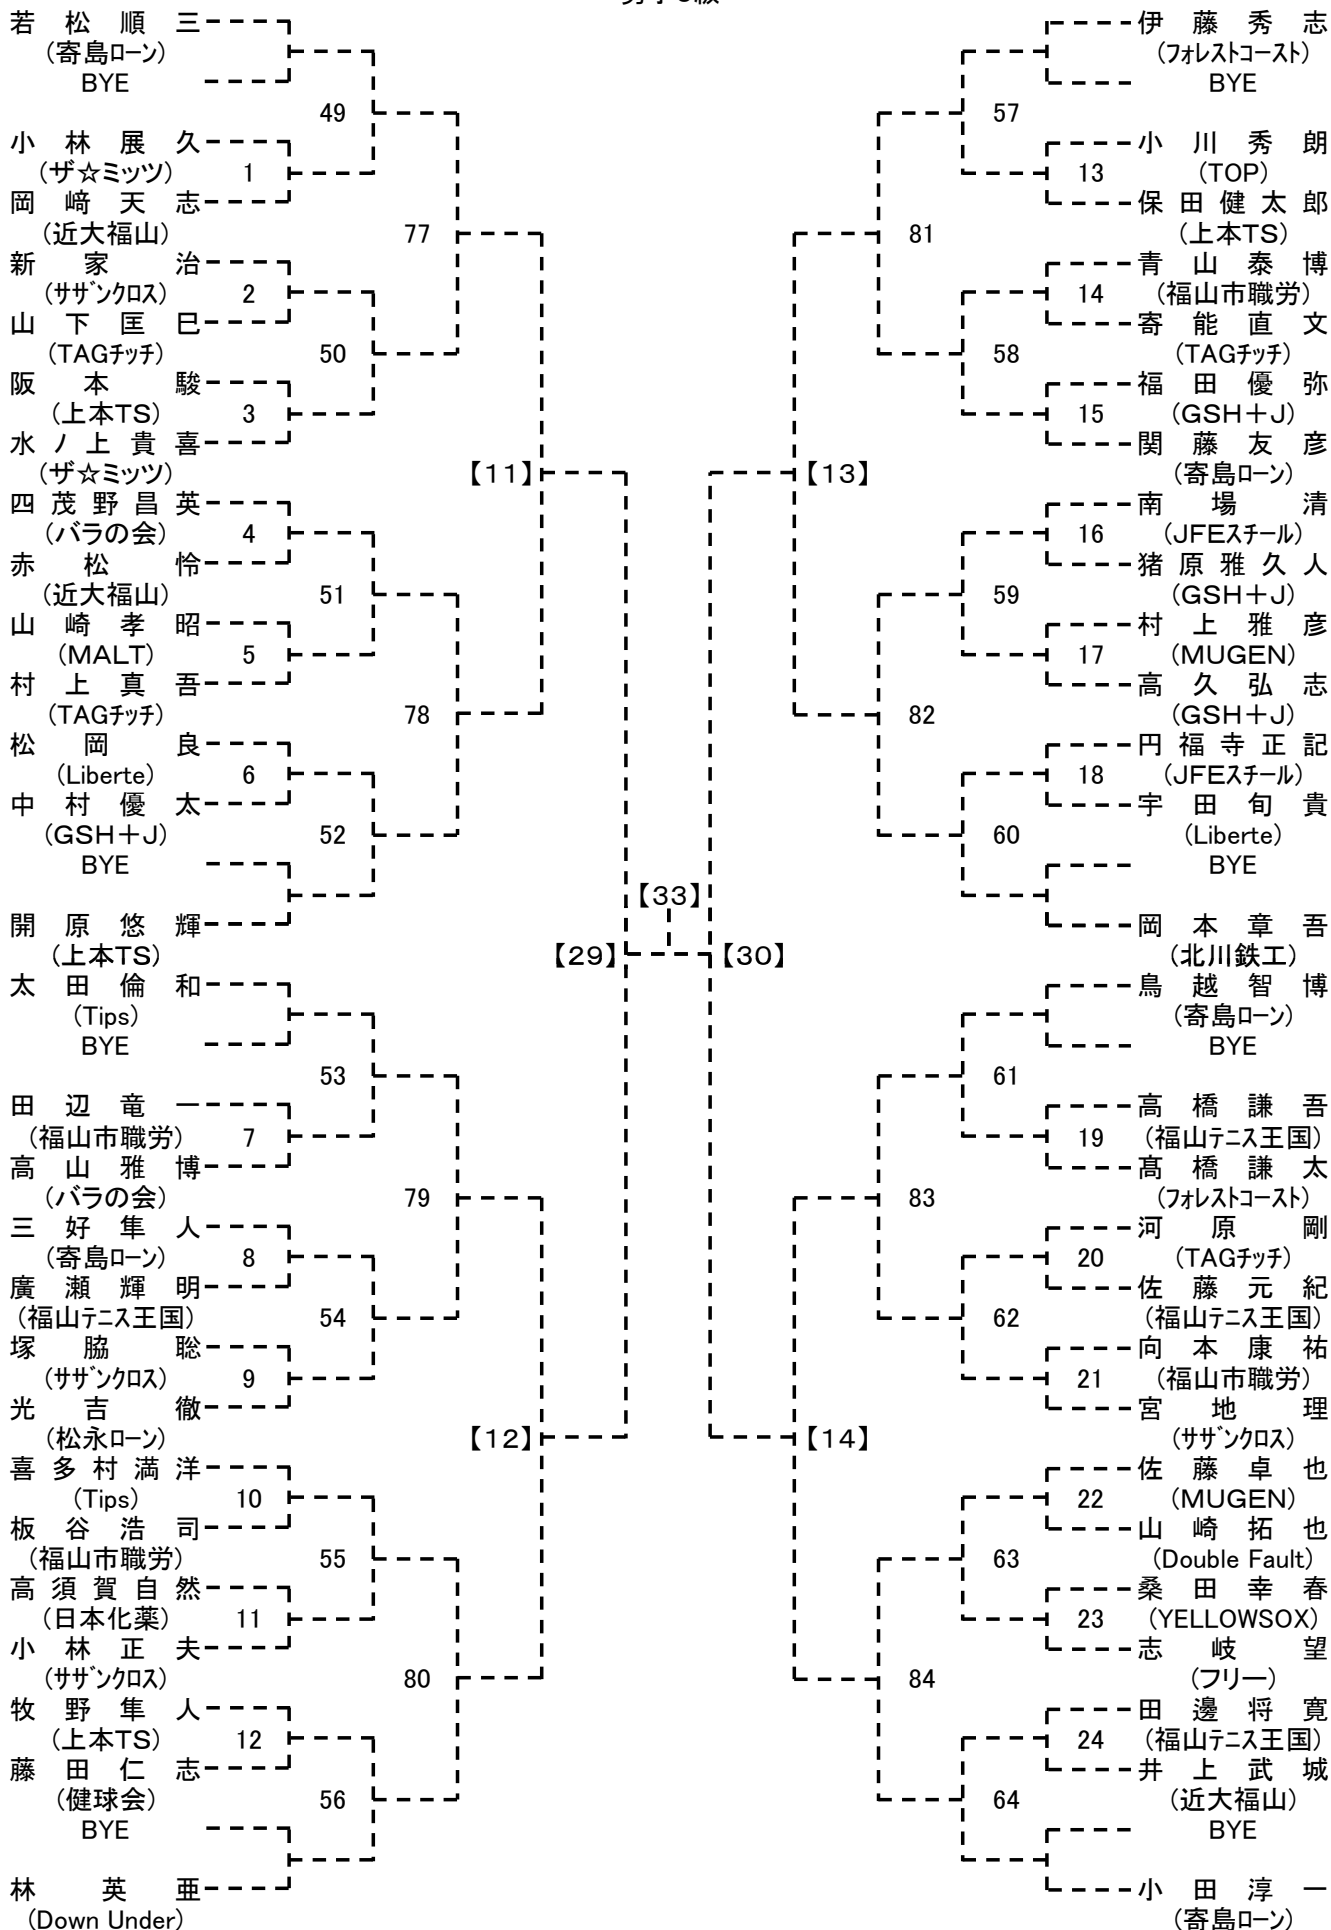 若松順三
(寄島ローン)
BYE
49
小林展久
(ザ☆ミッツ) 1
岡﨑天志
(近大福山) 77
新家治
(サザンクロス) 2
山下匡巳
(TAGチッチ) 50
阪本駿
(上本TS) 3
水ノ上貴喜
(ザ☆ミッツ) 【11】
四茂野昌英
(バラの会) 4
赤松怜
(近大福山) 51
山崎孝昭
(MALT) 5
村上真吾
(TAGチッチ) 78
松岡良
(Liberte) 6
中村優太
(GSH+J) 52
BYE
開原悠輝
(上本TS) 【29】
太田倫和
(Tips)
BYE
53
田辺竜一
(福山市職労) 7
高山雅博
(バラの会) 79
三好隼人
(寄島ローン) 8
廣瀬輝明
(福山テニス王国) 54
塚脇聡
(サザンクロス) 9
光吉徹
(松永ローン) 【12】
喜多村満洋
(Tips) 10
板谷浩司
(福山市職労) 55
高須賀自然
(日本化薬) 11
小林正夫
(サザンクロス) 80
牧野隼人
(上本TS) 12
藤田仁志
(健球会) 56
BYE
林英亜
(Down Under)
【33】
伊藤秀志
(フォレストコースト)
BYE
57
小川秀朗
13 (TOP)
保田健太郎
81 (上本TS)
青山泰博
14 (福山市職労)
寄能直文
58 (TAGチッチ)
福田優弥
15 (GSH+J)
関藤友彦
【13】 (寄島ローン)
南場清
16 (JFEスチール)
猪原雅久人
59 (GSH+J)
村上雅彦
17 (MUGEN)
高久弘志
82 (GSH+J)
円福寺正記
18 (JFEスチール)
宇田旬貴
60 (Liberte)
BYE
岡本章吾
【30】 (北川鉄工)
鳥越智博
(寄島ローン)
BYE
61
高橋謙吾
19 (福山テニス王国)
髙橋謙太
83 (フォレストコースト)
河原剛
20 (TAGチッチ)
佐藤元紀
62 (福山テニス王国)
向本康祐
21 (福山市職労)
宮地理
【14】 (サザンクロス)
佐藤卓也
22 (MUGEN)
山崎拓也
63 (Double Fault)
桑田幸春
23 (YELLOWSOX)
志岐望
84 (フリー)
田邊将寛
24 (福山テニス王国)
井上武城
64 (近大福山)
BYE
小田淳一
(寄島ローン)